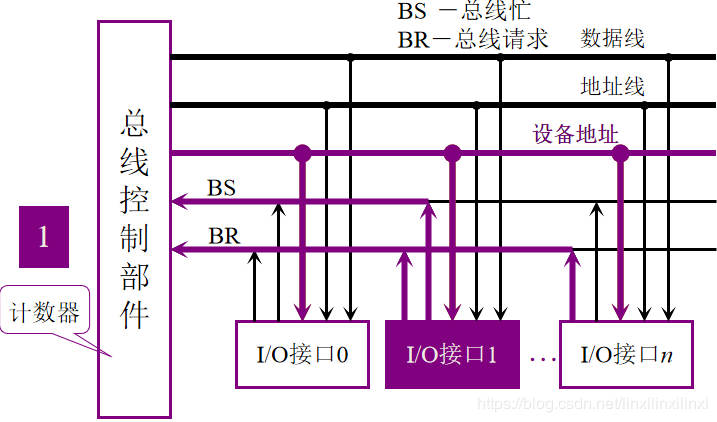 BS －总线忙
BR－总线请求
数据线
地址线
设备地址
BS
BR
总线控制部件
1
计数器
I/O接口0
I/O接口1
…
I/O接口n
https://blog.csdn.net/linxilinxilinxi